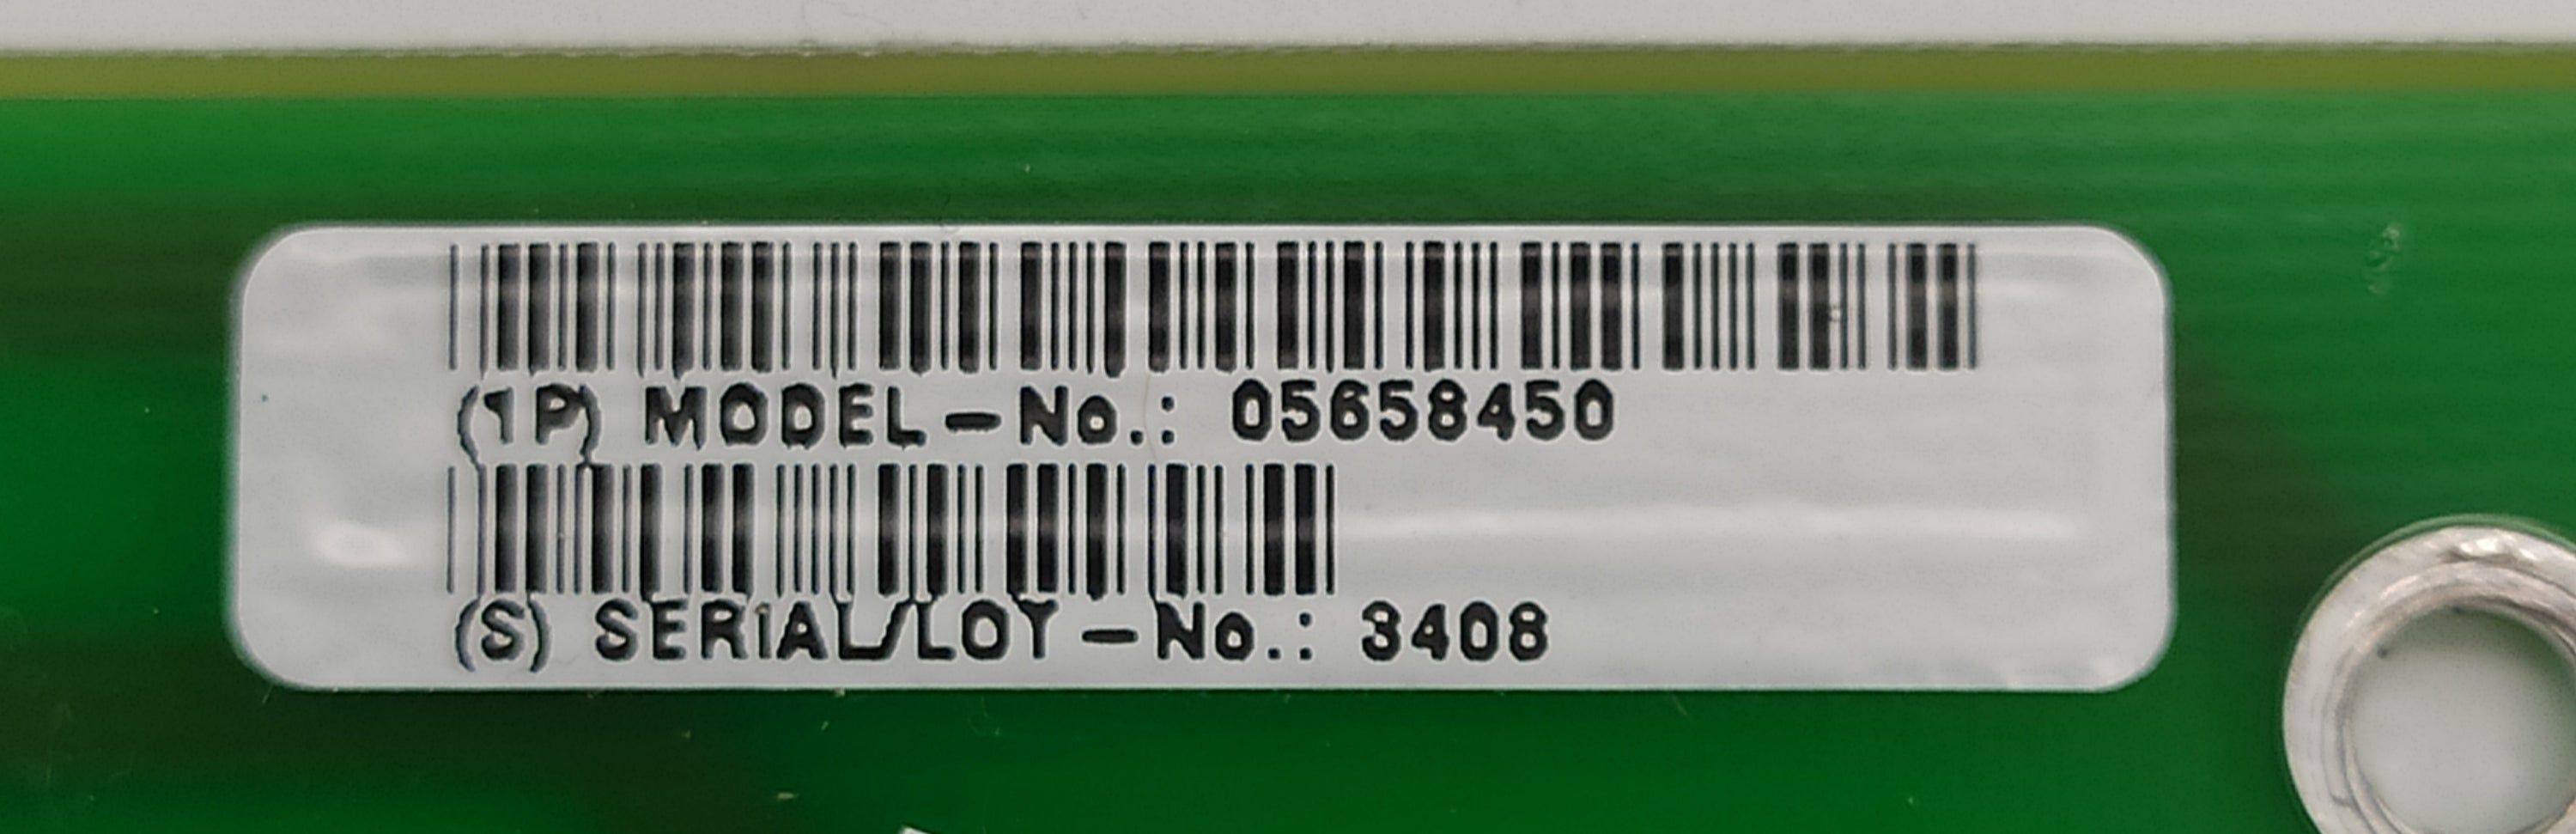 (1P) MODEL-No.: 05658450
(S) SERIAL/LOT-No.: 3408